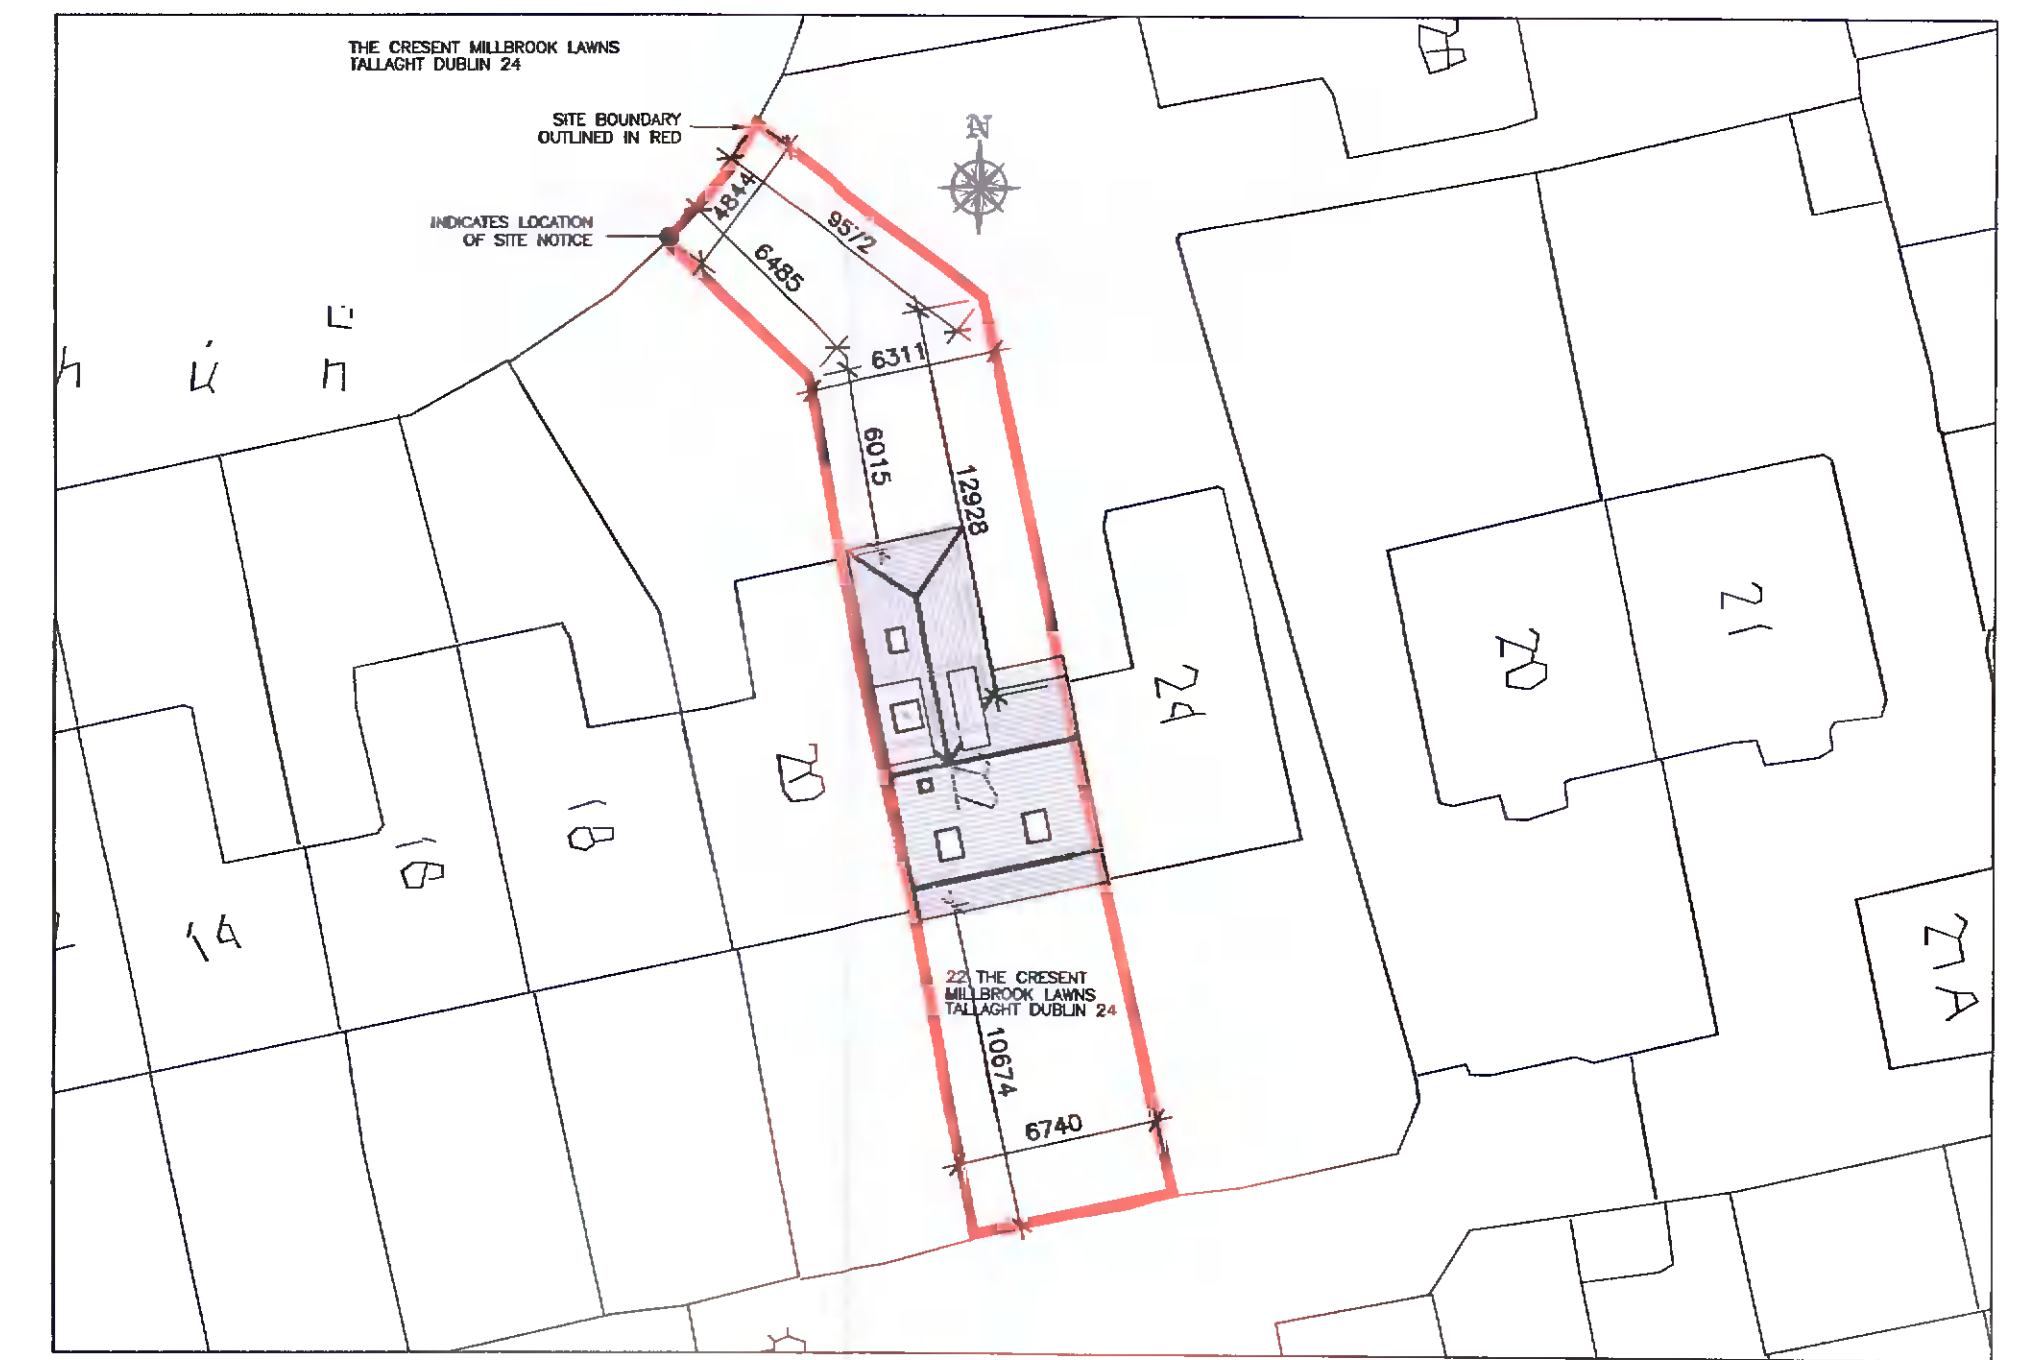 THE CRESENT MILLBROOK LAWNS
TALLAGHT DUBLIN 24
SITE BOUNDARY
OUTLINED IN RED
N
INDICATES LOCATION
OF SITE NOTICE
4844
9572
6485
6311
6015
12928
24
20
21
20
22
18
16
14
21A
22 THE CRESENT
MILLBROOK LAWNS
TALLAGHT DUBLIN 24
10674
6740